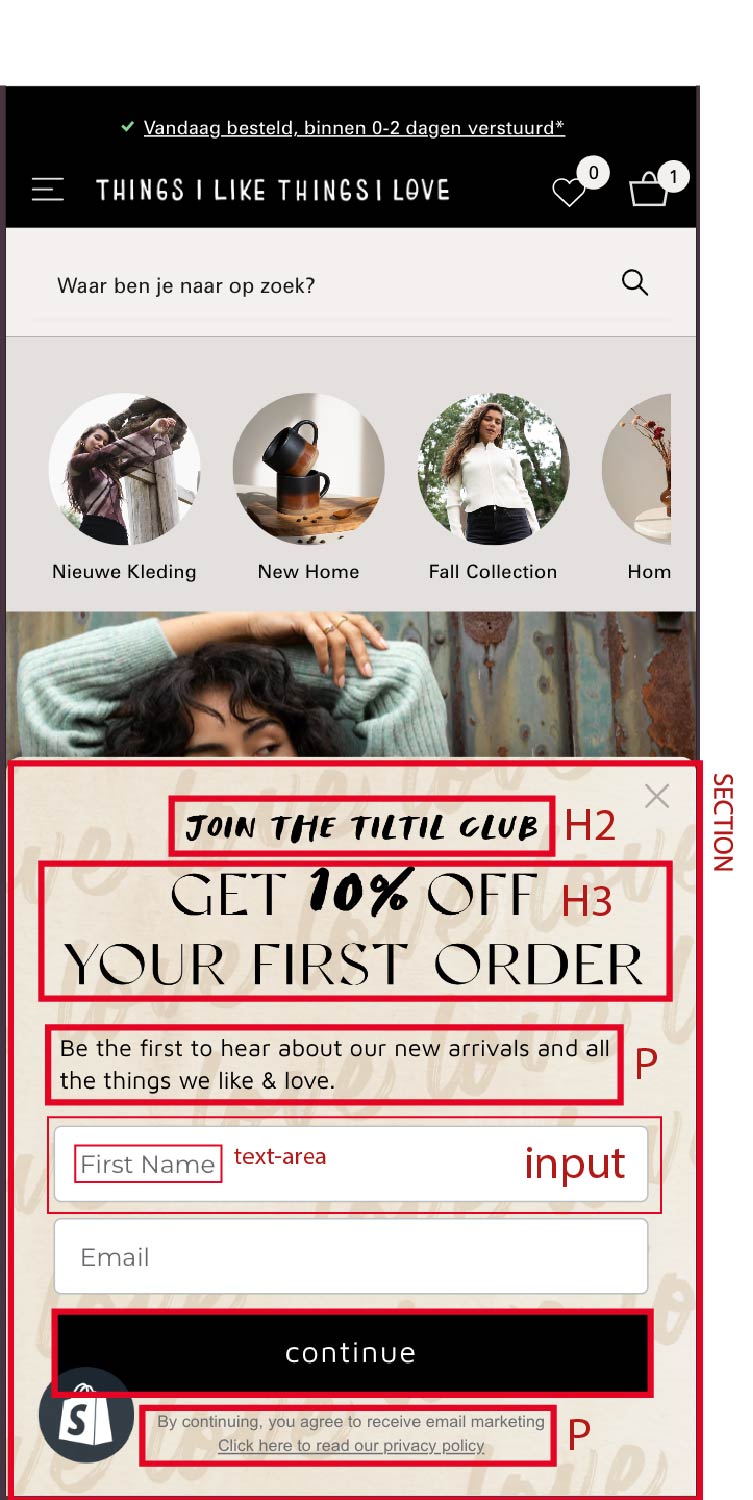 Vandaag besteld, binnen 0-2 dagen verstuurd*
THINGS I LIKE THINGS I LOVE
0
1
Waar ben je naar op zoek?
Nieuwe Kleding
New Home
Fall Collection
Hom
SECTION
JOIN THE TILTIL CLUB
H2
GET 10% OFF
H3
YOUR FIRST ORDER
Be the first to hear about our new arrivals and all
the things we like & love.
P
First Name
text-area
input
Email
continue
S
By continuing, you agree to receive email marketing
Click here to read our privacy policy
P